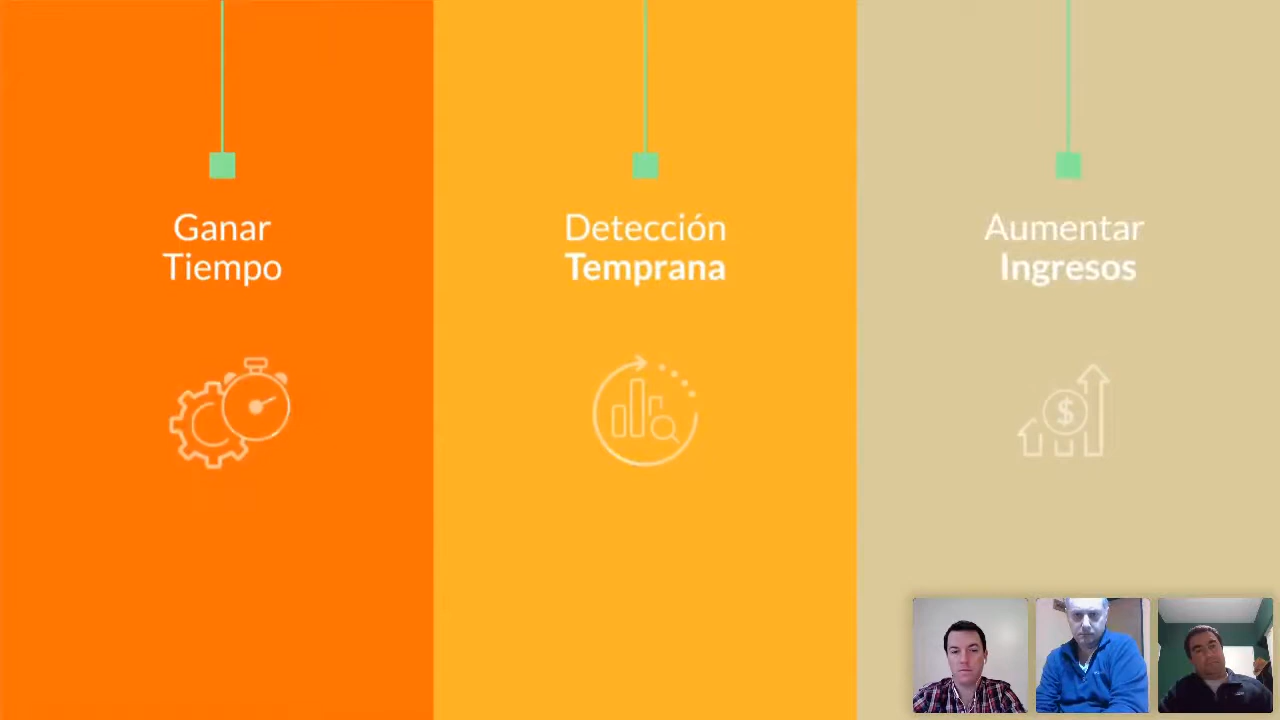 Ganar
Tiempo
Detección
Temprana
Aumentar
Ingresos
$